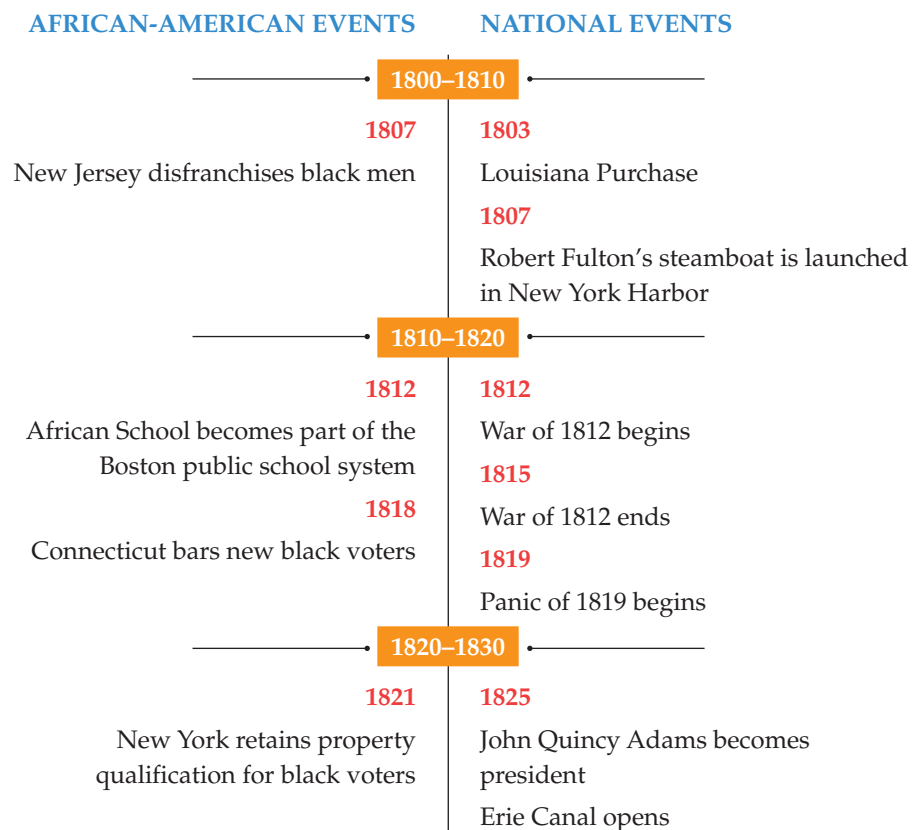 AFRICAN-AMERICAN EVENTS
NATIONAL EVENTS
1800–1810
1807
New Jersey disfranchises black men
1803
Louisiana Purchase
1807
Robert Fulton’s steamboat is launched
in New York Harbor
1810–1820
1812
African School becomes part of the
Boston public school system
1818
Connecticut bars new black voters
1812
War of 1812 begins
1815
War of 1812 ends
1819
Panic of 1819 begins
1820–1830
1821
New York retains property
qualification for black voters
1825
John Quincy Adams becomes
president
Erie Canal opens